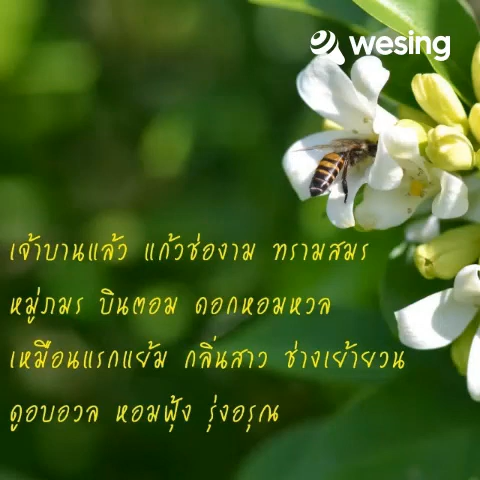 wesing
เจ้าบานแล้ว แก้วช่องาม ทรามสมร
หมู่ภมร บินตอม ดอกหอมหวล
เหมือนแรกแย้ม กลิ่นสาว ช่างเย้ายวน
ดูอบอวล หอมฟุ้ง รุ่งอรุณ